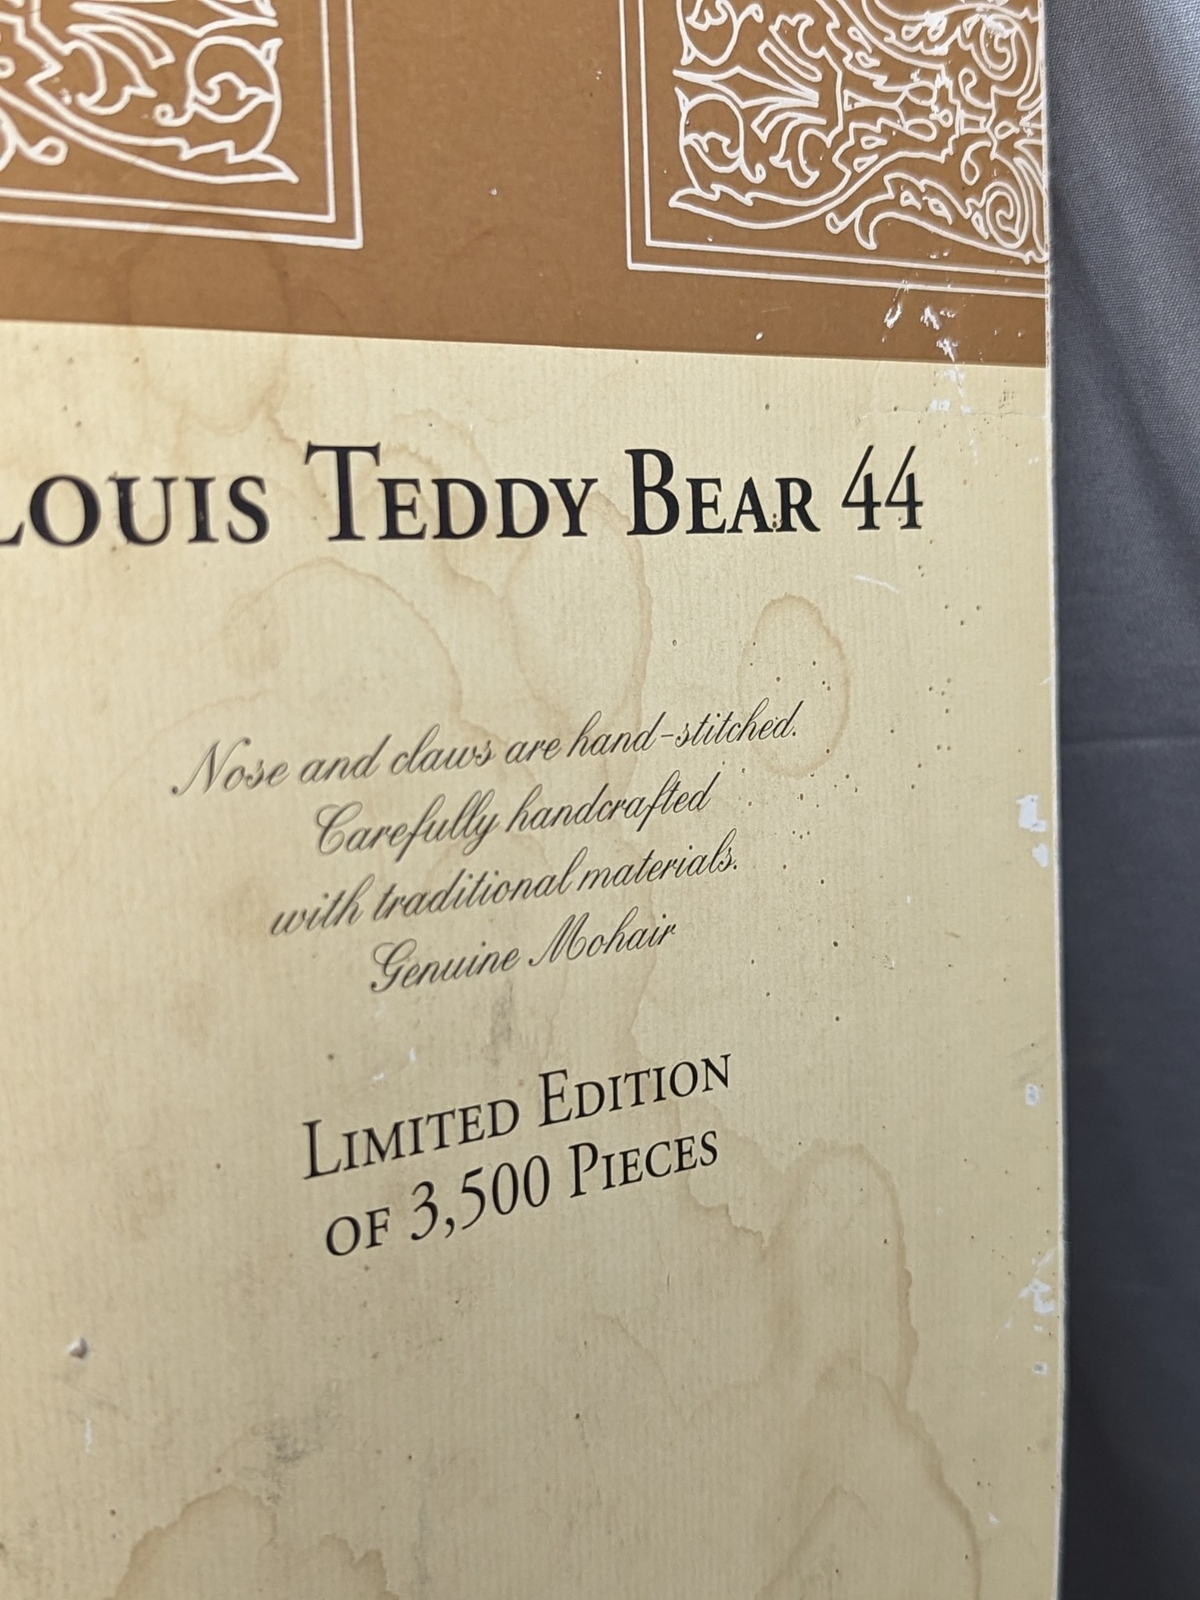 Louis Teddy Bear 44
Nose and claws are hand-stitched.
Carefully handcrafted
with traditional materials.
Genuine Mohair
Limited Edition
of 3,500 Pieces